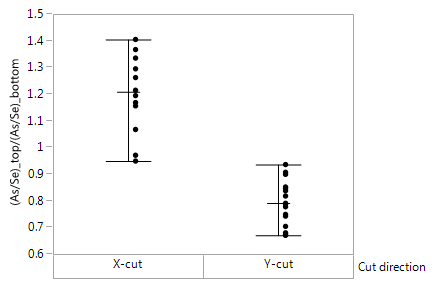 1.5
1.4
1.3
1.2
1.1
1
0.9
0.8
0.7
0.6
(As/Se)_top/(As/Se)_bottom
X-cut
Y-cut
Cut direction